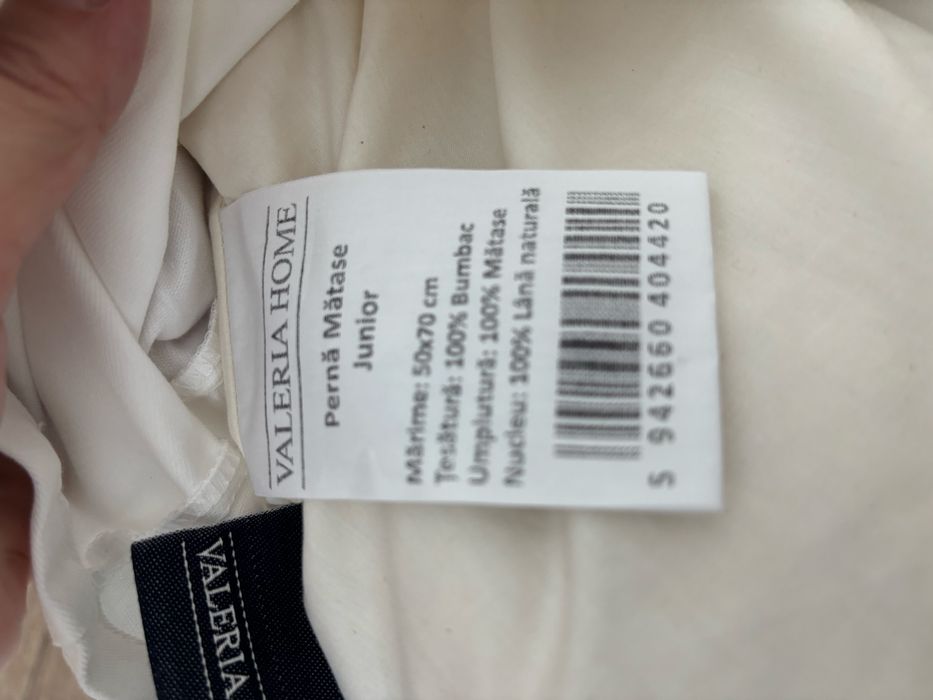 VALERIA HOME
Pernă Mătase
Junior
Mărime: 50x70 cm
Țesătură: 100% Bumbac
Umplutură: 100% Mătase
Nucleu: 100% Lână naturală
5 942660 404420
VALERIA